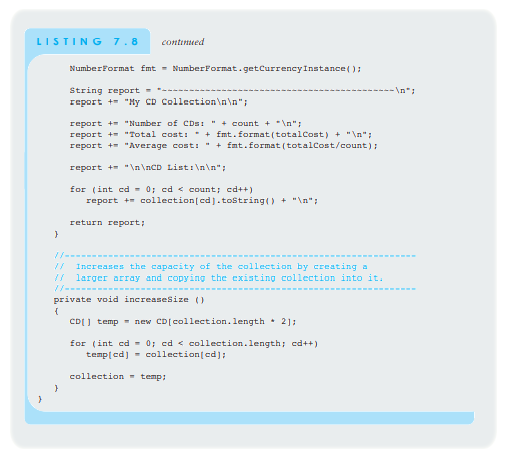 LISTING 7.8 continued
NumberFormat fmt = NumberFormat.getCurrencyInstance();
String report = "-------------------------------------------\n";
report += "My CD Collection\n\n";
report += "Number of CDs: " + count + "\n";
report += "Total cost: " + fmt.format(totalCost) + "\n";
report += "Average cost: " + fmt.format(totalCost/count);
report += "\n\nCD List:\n\n";
for (int cd = 0; cd < count; cd++)
report += collection[cd].toString() + "\n";
return report;
}
//-----------------------------------------------------------------
// Increases the capacity of the collection by creating a
// larger array and copying the existing collection into it.
//-----------------------------------------------------------------
private void increaseSize ()
{
CD[] temp = new CD[collection.length * 2];
for (int cd = 0; cd < collection.length; cd++)
temp[cd] = collection[cd];
collection = temp;
}
}